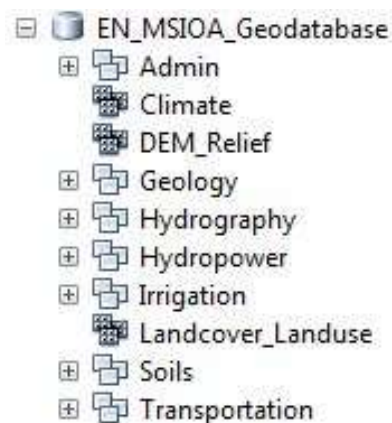 EN_MSIOA_Geodatabase
Admin
Climate
DEM_Relief
Geology
Hydrography
Hydropower
Irrigation
Landcover_Landuse
Soils
Transportation